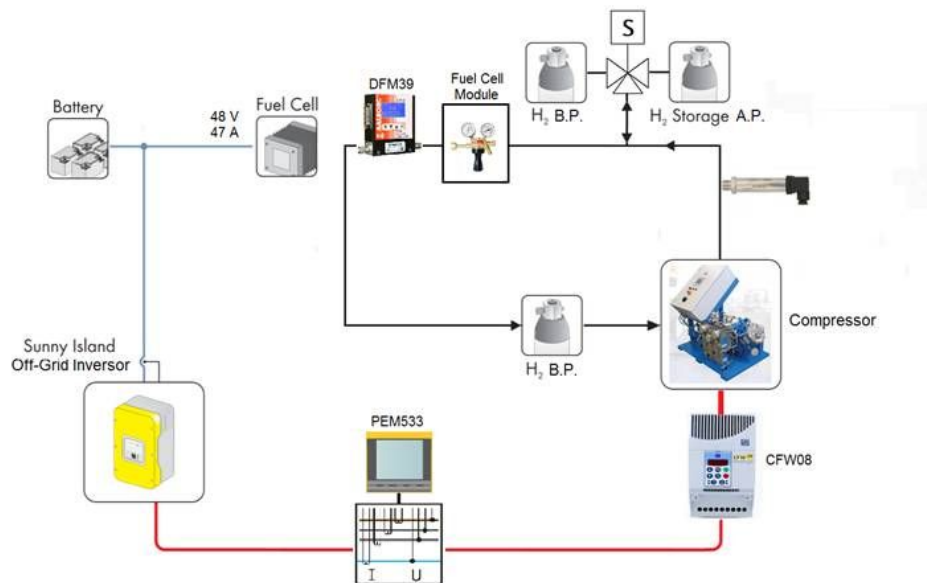 S
DFM39
Fuel Cell
Module
Battery
48 V
47 A
Fuel Cell
H₂ B.P.
H₂ Storage A.P.
Compressor
H₂ B.P.
Sunny Island
Off-Grid Inversor
PEM533
CFW08
I U